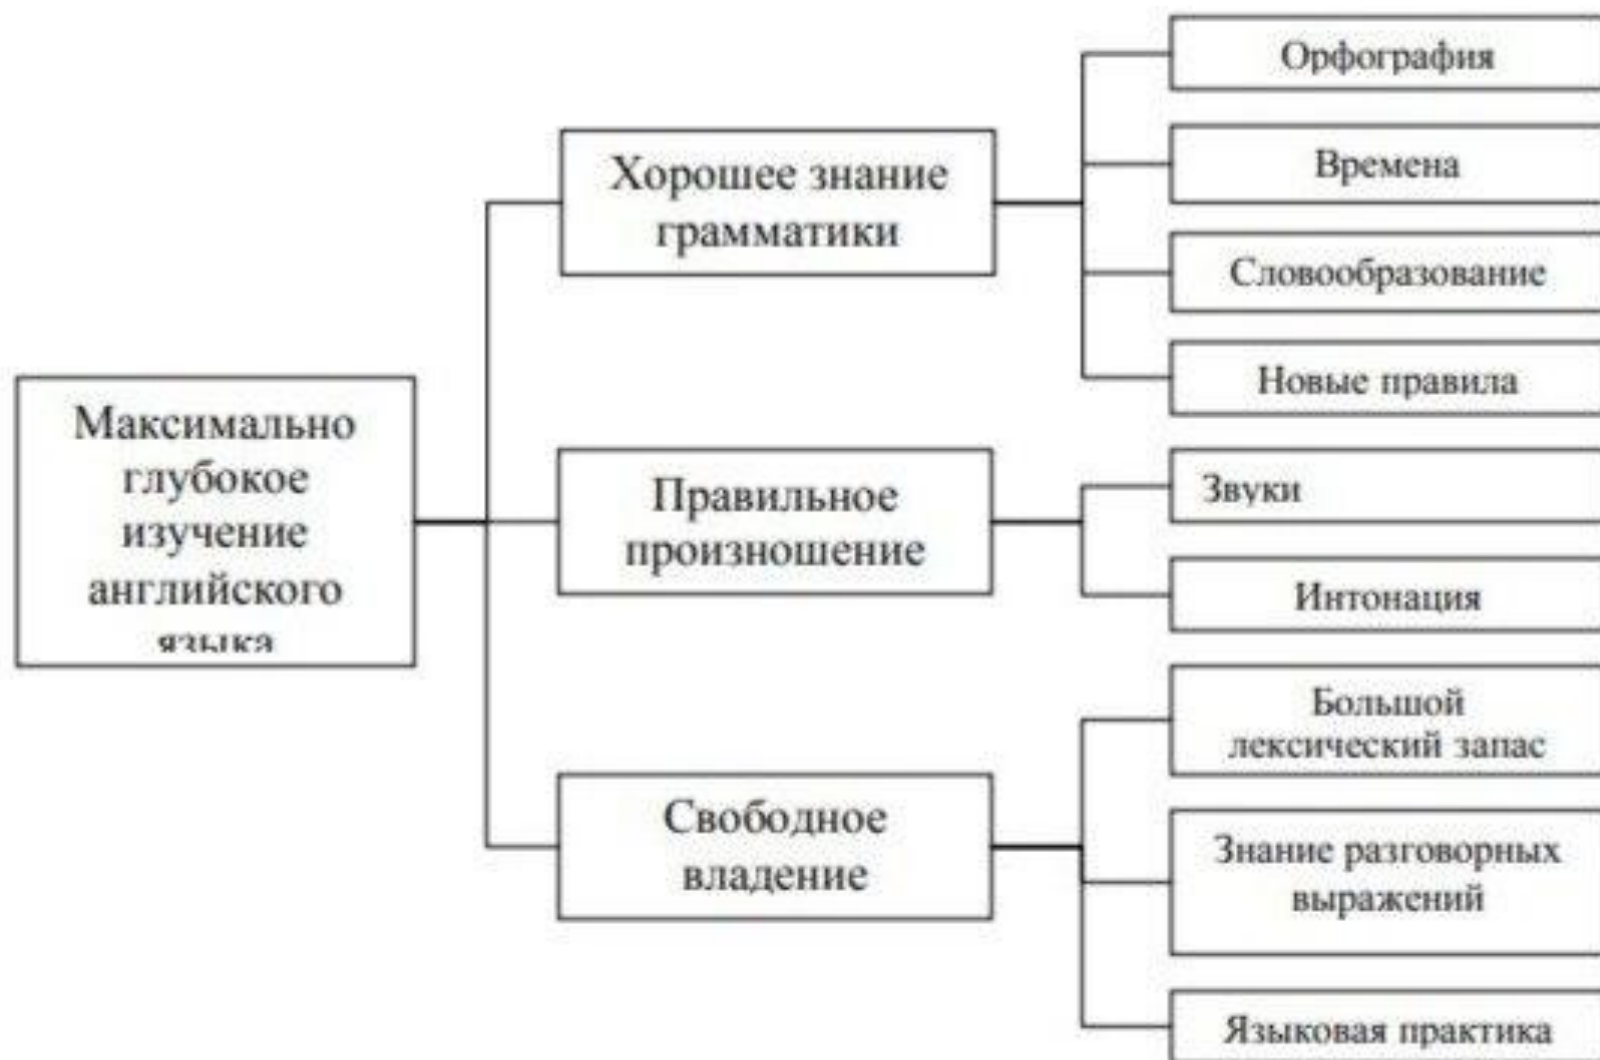 Максимально
глубокое
изучение
английского
языка
Хорошее знание
грамматики
Орфография
Времена
Словообразование
Новые правила
Правильное
произношение
Звуки
Интонация
Свободное
владение
Большой
лексический запас
Знание разговорных
выражений
Языковая практика